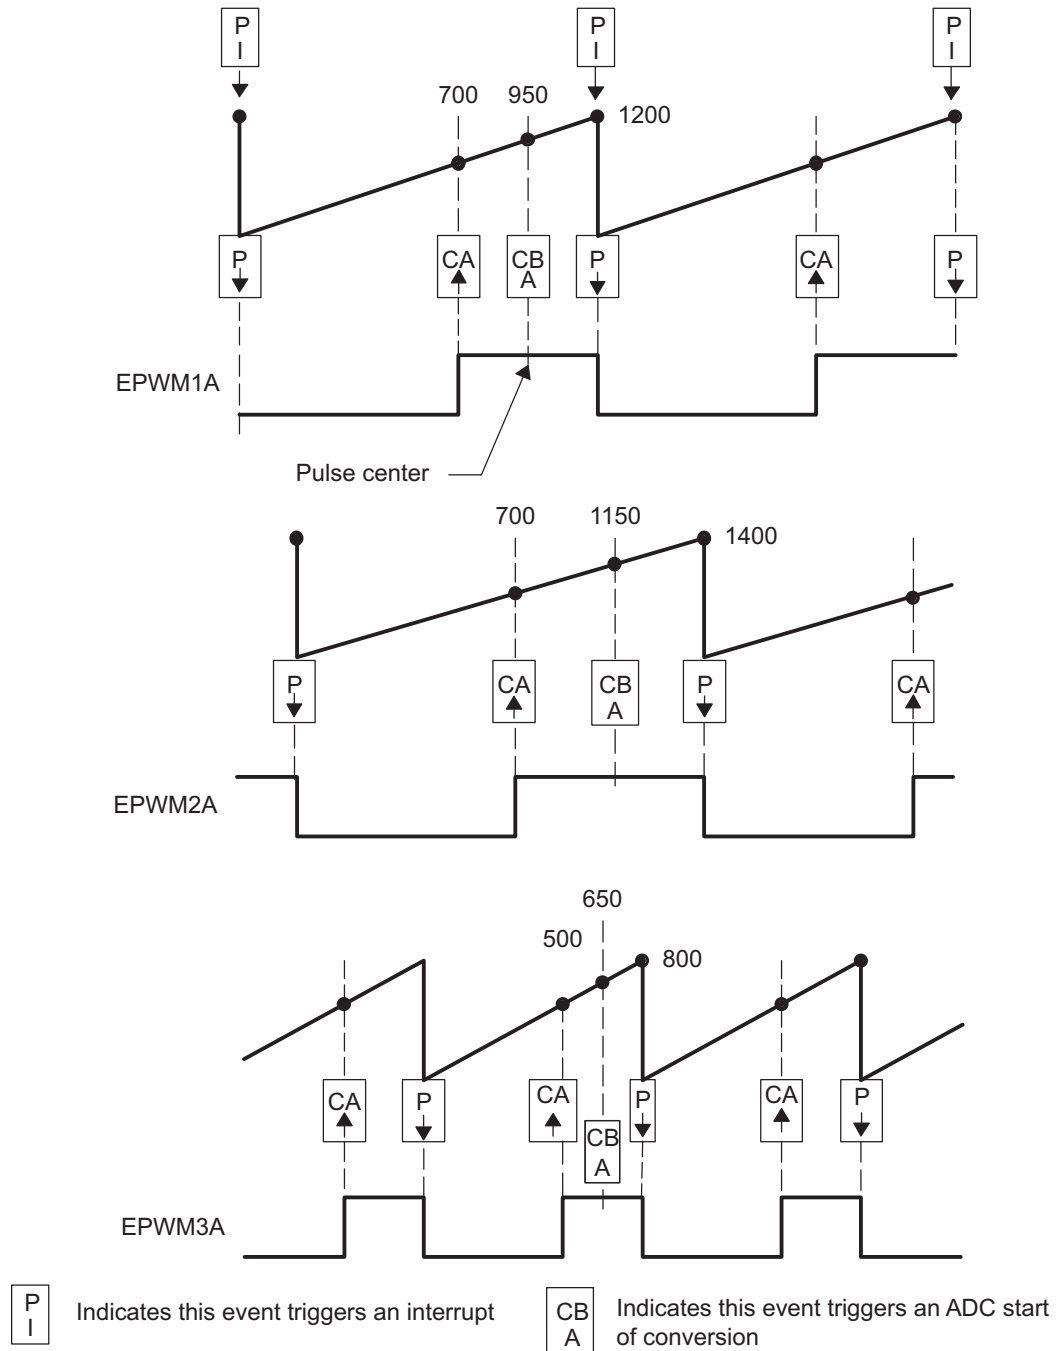 P P P
I I I
700 950
1200
P CA CB P CA P
A
EPWM1A
Pulse center
700 1150
1400
P CA CB P CA
A
EPWM2A
650
500
800
CA P CA P CA P
CB
A
EPWM3A
P
I
Indicates this event triggers an interrupt
CB
A
Indicates this event triggers an ADC start
of conversion